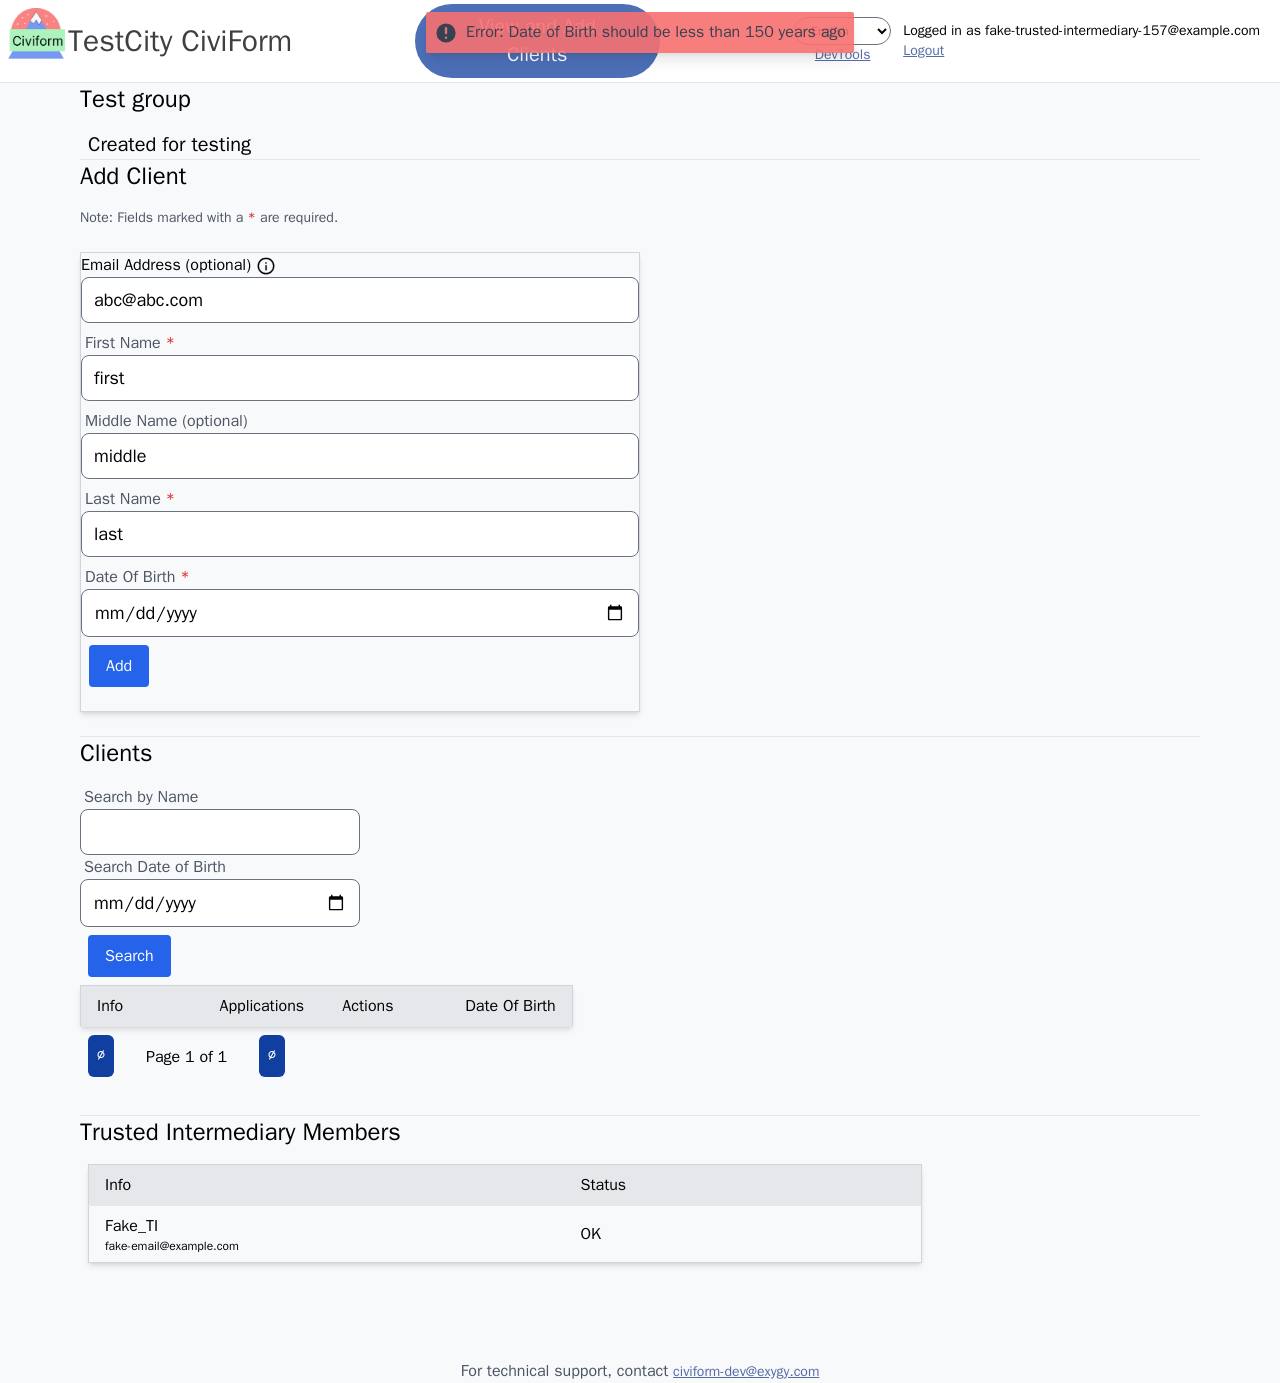 Civiform
TestCity CiviForm
View and Add
Clients
Error: Date of Birth should be less than 150 years ago
DevTools
Logged in as fake-trusted-intermediary-157@example.com
Logout
Test group
Created for testing
Add Client
Note: Fields marked with a * are required.
Email Address (optional)
abc@abc.com
First Name *
first
Middle Name (optional)
middle
Last Name *
last
Date Of Birth *
mm/dd/yyyy
Add
Clients
Search by Name
Search Date of Birth
mm/dd/yyyy
Search
Info Applications Actions Date Of Birth
∅ Page 1 of 1 ∅
Trusted Intermediary Members
Info Status
Fake_TI OK
fake-email@example.com
For technical support, contact civiform-dev@exygy.com